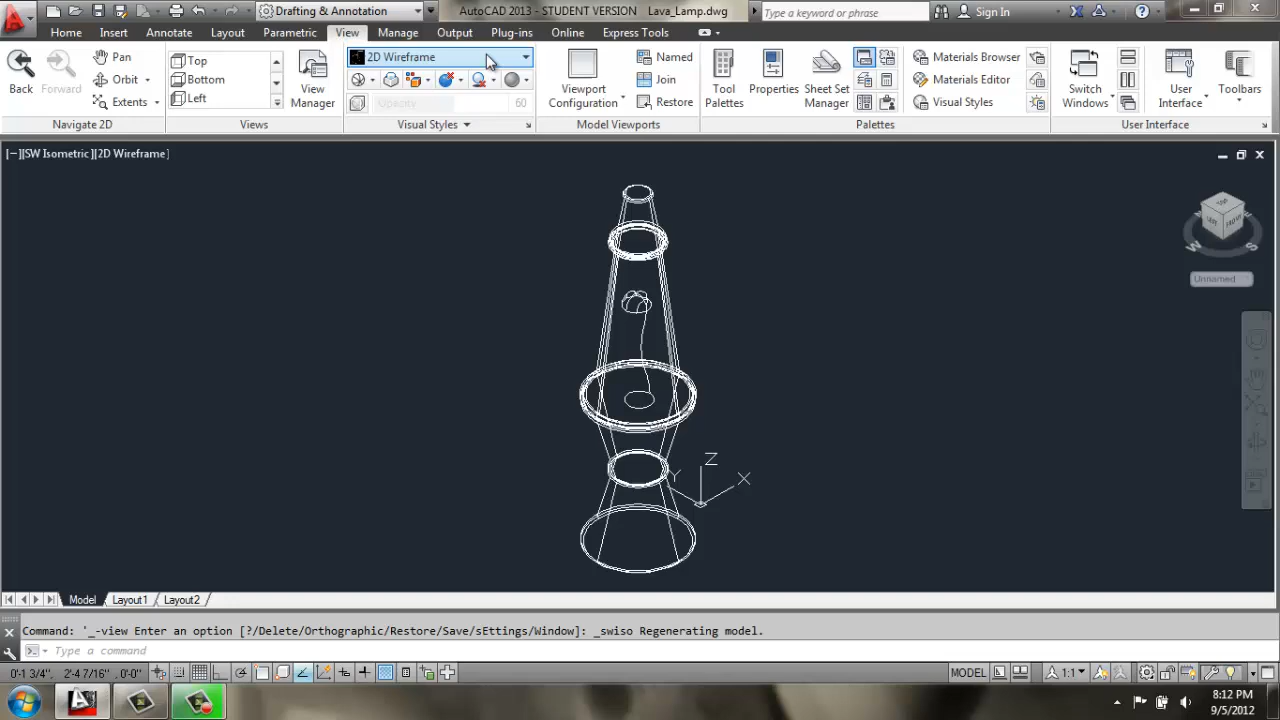 Drafting & Annotation
AutoCAD 2013 - STUDENT VERSION Lava_Lamp.dwg
Type a keyword or phrase
Sign In
Home Insert Annotate Layout Parametric View Manage Output Plug-ins Online Express Tools
Back
Forward
Pan
Orbit
Extents
Navigate 2D
Top
Bottom
Left
View
Manager
Views
2D Wireframe
Opacity 60
Visual Styles
Viewport
Configuration
Named
Join
Restore
Model Viewports
Tool
Palettes
Properties
Sheet Set
Manager
Materials Browser
Materials Editor
Visual Styles
Palettes
Switch
Windows
User
Interface
Toolbars
User Interface
[−][SW Isometric][2D Wireframe]
W S
Unnamed
Z
Y X
Model Layout1 Layout2
Command: '_-view Enter an option [?/Delete/Orthographic/Restore/Save/sEttings/Window]: _swiso Regenerating model.
Type a command
0'-1 3/4", 2'-4 7/16", 0'-0"
MODEL
1:1
8:12 PM
9/5/2012